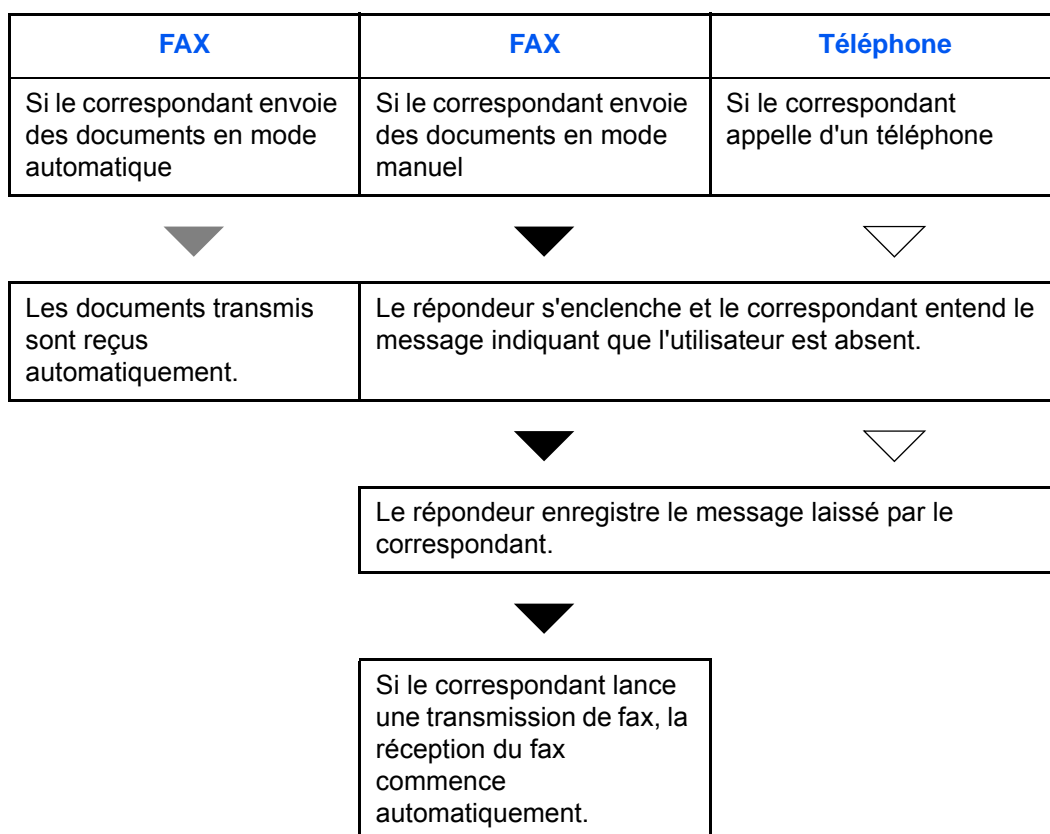 FAX
FAX
Téléphone
Si le correspondant envoie
des documents en mode
automatique
Si le correspondant envoie
des documents en mode
manuel
Si le correspondant
appelle d'un téléphone
Les documents transmis
sont reçus
automatiquement.
Le répondeur s'enclenche et le correspondant entend le
message indiquant que l'utilisateur est absent.
Le répondeur enregistre le message laissé par le
correspondant.
Si le correspondant lance
une transmission de fax, la
réception du fax
commence
automatiquement.